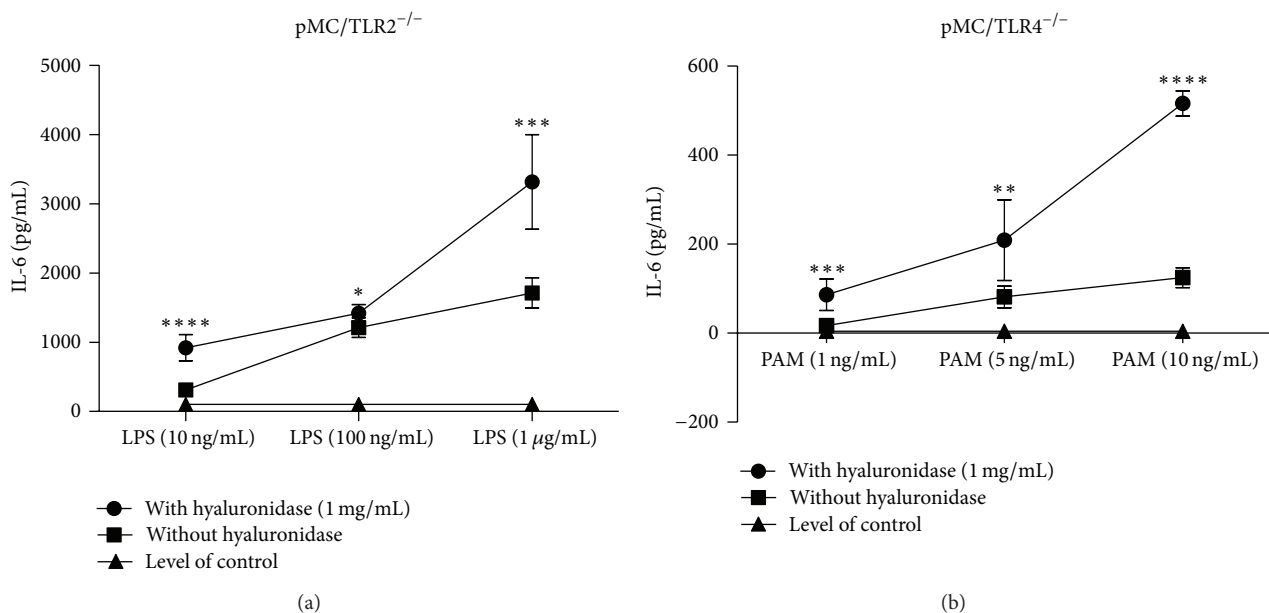 pMC/TLR2−/−
5000
4000
3000
2000
1000
0
IL-6 (pg/mL)
****
*
***
LPS (10 ng/mL)
LPS (100 ng/mL)
LPS (1 μg/mL)
With hyaluronidase (1 mg/mL)
Without hyaluronidase
Level of control
(a)
pMC/TLR4−/−
600
400
200
0
−200
IL-6 (pg/mL)
***
**
****
PAM (1 ng/mL)
PAM (5 ng/mL)
PAM (10 ng/mL)
With hyaluronidase (1 mg/mL)
Without hyaluronidase
Level of control
(b)